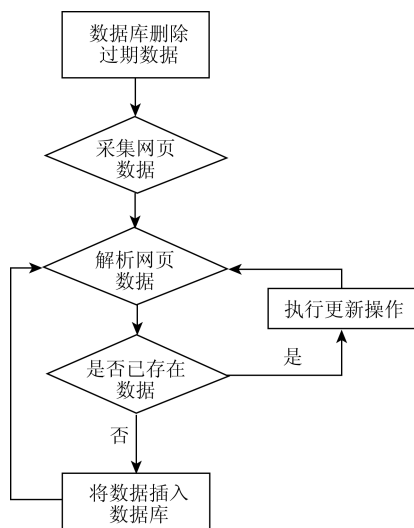 数据库删除
过期数据
采集网页
数据
解析网页
数据
执行更新操作
是否已存在
数据
是
否
将数据插入
数据库